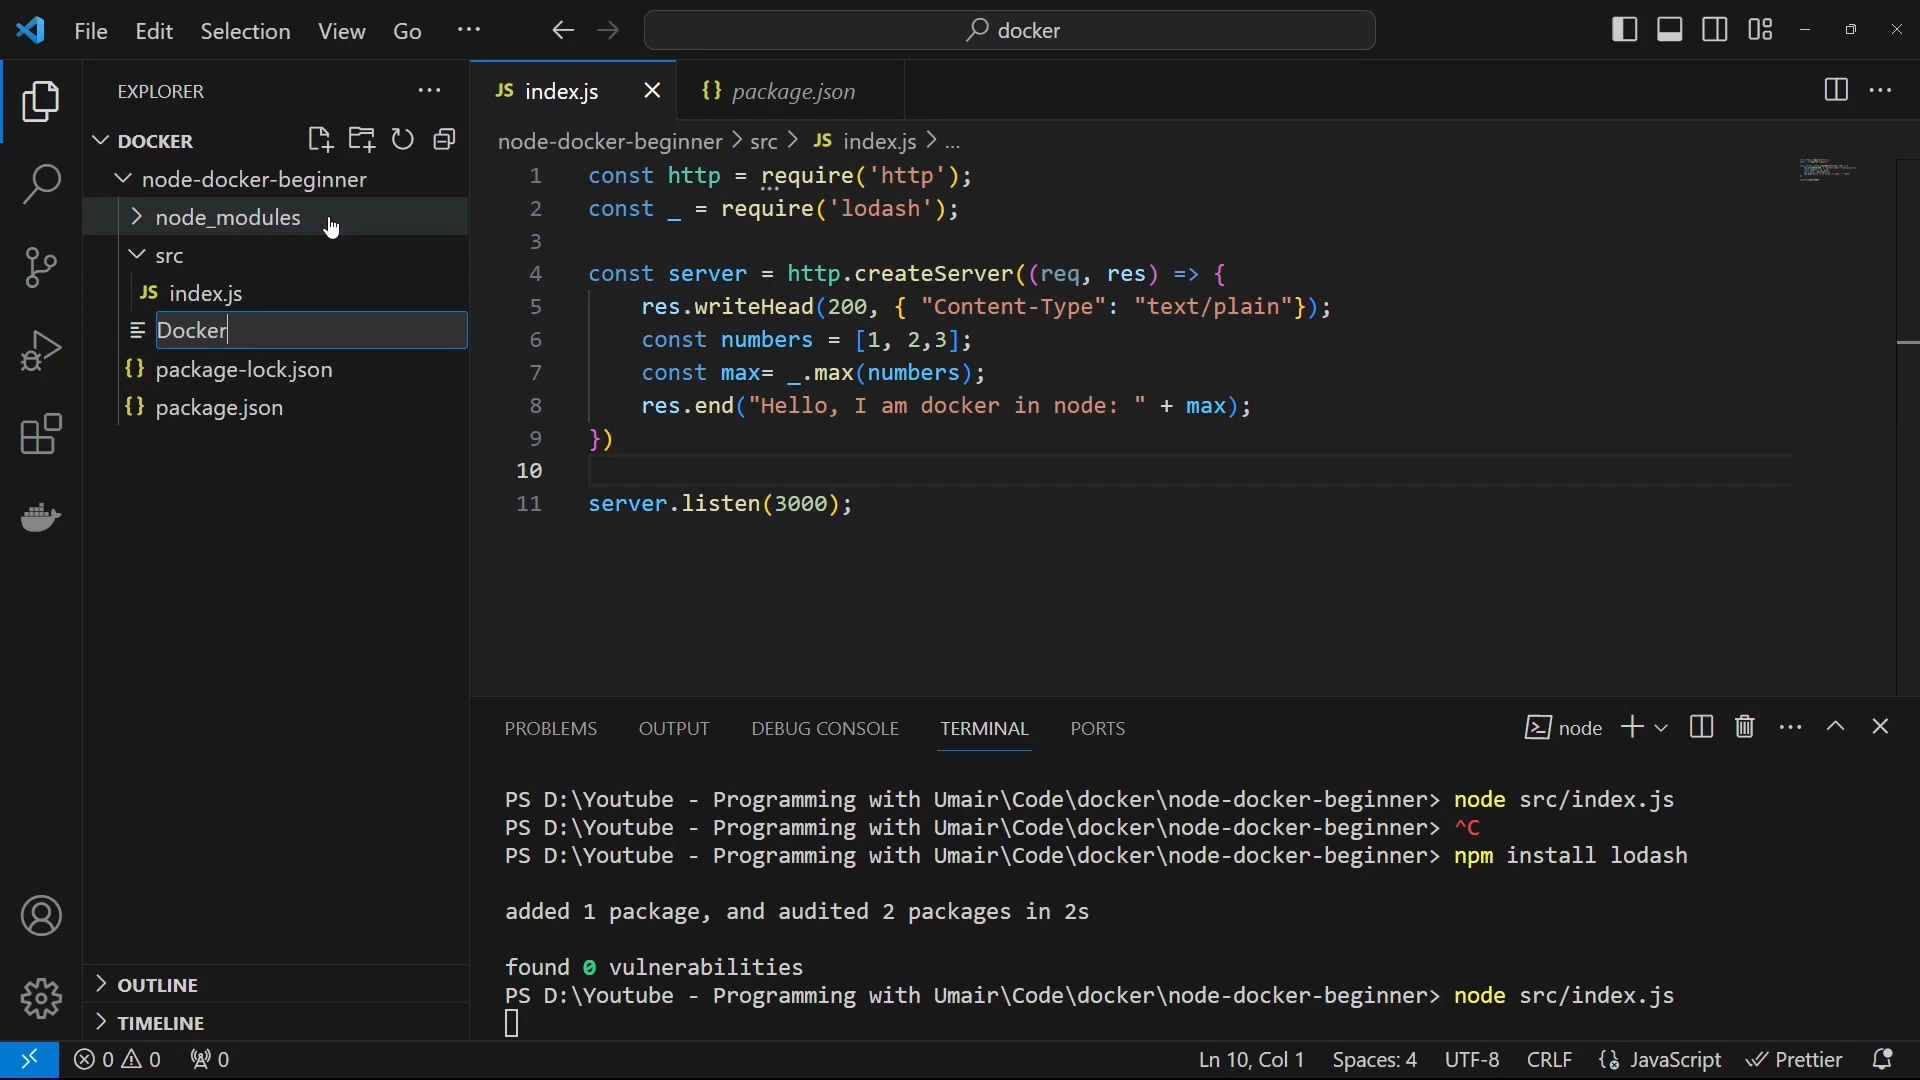 File Edit Selection View Go ...
docker
EXPLORER
DOCKER
node-docker-beginner
node_modules
src
JS index.js
Docker
{} package-lock.json
{} package.json
OUTLINE
TIMELINE
JS index.js
{} package.json
node-docker-beginner > src > JS index.js > ...
1 const http = require('http');
2 const _ = require('lodash');
3
4 const server = http.createServer((req, res) => {
5 res.writeHead(200, { "Content-Type": "text/plain"});
6 const numbers = [1, 2,3];
7 const max= _.max(numbers);
8 res.end("Hello, I am docker in node: " + max);
9 })
10
11 server.listen(3000);
PROBLEMS OUTPUT DEBUG CONSOLE TERMINAL PORTS
node
PS D:\Youtube - Programming with Umair\Code\docker\node-docker-beginner> node src/index.js
PS D:\Youtube - Programming with Umair\Code\docker\node-docker-beginner> ^C
PS D:\Youtube - Programming with Umair\Code\docker\node-docker-beginner> npm install lodash
added 1 package, and audited 2 packages in 2s
found 0 vulnerabilities
PS D:\Youtube - Programming with Umair\Code\docker\node-docker-beginner> node src/index.js
0 0 0
Ln 10, Col 1 Spaces: 4 UTF-8 CRLF {} JavaScript Prettier